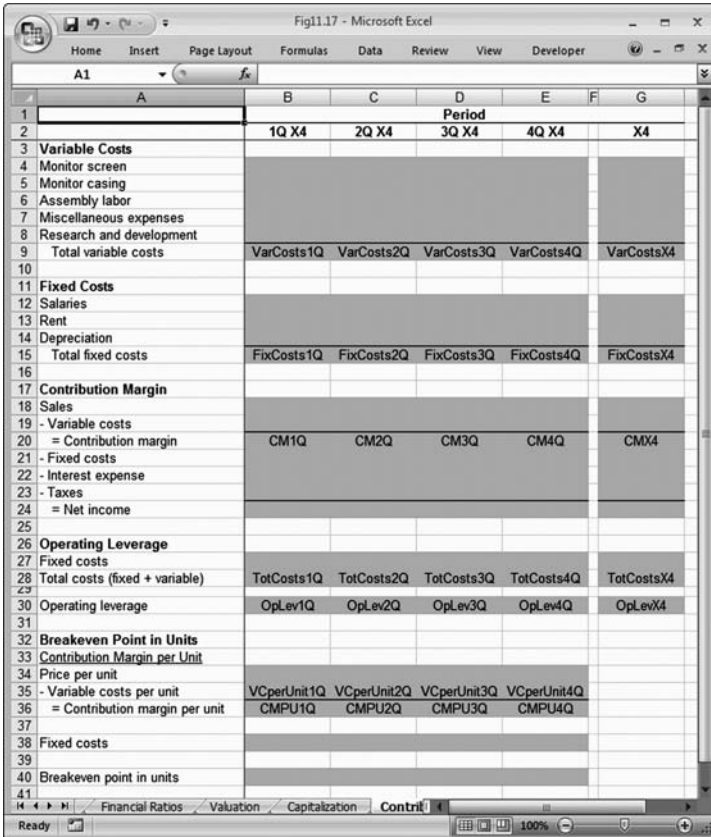 Fig11.17 - Microsoft Excel
Home Insert Page Layout Formulas Data Review View Developer
A1 fx
A B C D E F G
1 Period
2 1Q X4 2Q X4 3Q X4 4Q X4 X4
3 Variable Costs
4 Monitor screen
5 Monitor casing
6 Assembly labor
7 Miscellaneous expenses
8 Research and development
9 Total variable costs VarCosts1Q VarCosts2Q VarCosts3Q VarCosts4Q VarCostsX4
10
11 Fixed Costs
12 Salaries
13 Rent
14 Depreciation
15 Total fixed costs FixCosts1Q FixCosts2Q FixCosts3Q FixCosts4Q FixCostsX4
16
17 Contribution Margin
18 Sales
19 - Variable costs
20 = Contribution margin CM1Q CM2Q CM3Q CM4Q CMX4
21 - Fixed costs
22 - Interest expense
23 - Taxes
24 = Net income
25
26 Operating Leverage
27 Fixed costs
28 Total costs (fixed + variable) TotCosts1Q TotCosts2Q TotCosts3Q TotCosts4Q TotCostsX4
29
30 Operating leverage OpLev1Q OpLev2Q OpLev3Q OpLev4Q OpLevX4
31
32 Breakeven Point in Units
33 Contribution Margin per Unit
34 Price per unit
35 - Variable costs per unit VCperUnit1Q VCperUnit2Q VCperUnit3Q VCperUnit4Q
36 = Contribution margin per unit CMPU1Q CMPU2Q CMPU3Q CMPU4Q
37
38 Fixed costs
39
40 Breakeven point in units
41
Financial Ratios Valuation Capitalization Contri
Ready 100%